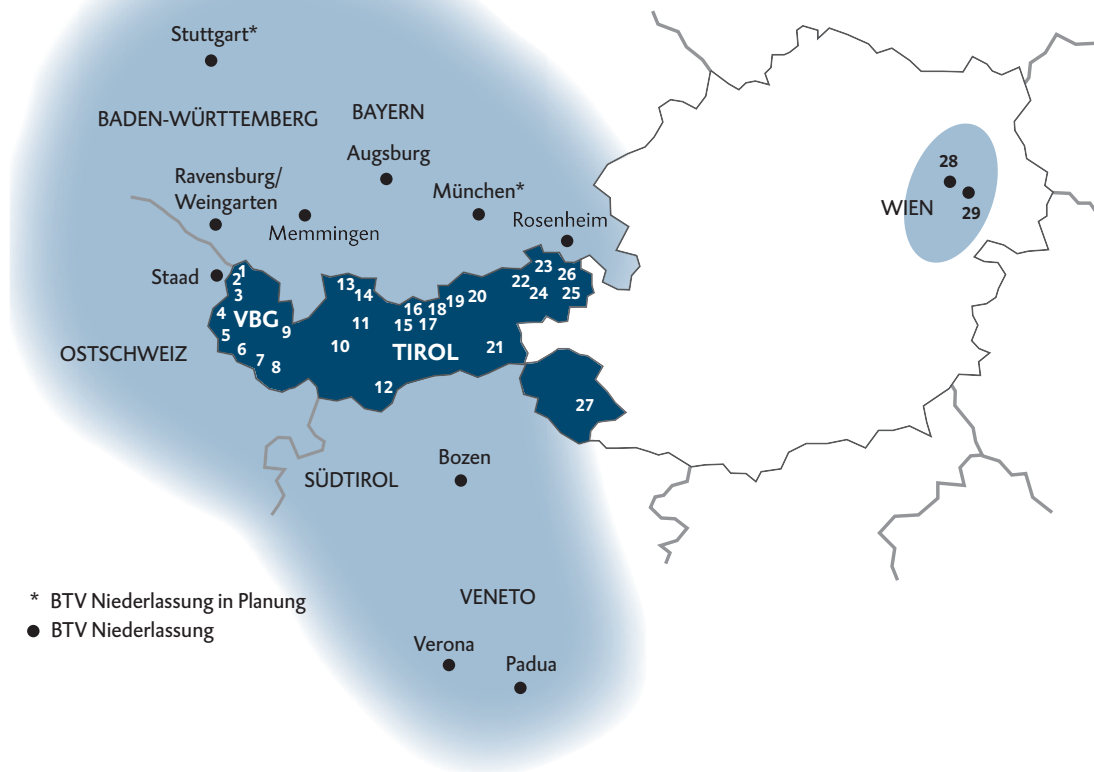 Stuttgart*
BADEN-WÜRTTEMBERG
BAYERN
Augsburg
Ravensburg/
Weingarten
München*
Memmingen
Rosenheim
Staad
28
WIEN
29
1
2
3
4
VBG
5
6
7
8
9
10
11
12
13
14
15
16
17
18
19
20
TIROL
21
22
23
24
25
26
27
OSTSCHWEIZ
SÜDTIROL
Bozen
VENETO
Verona
Padua
* BTV Niederlassung in Planung
BTV Niederlassung